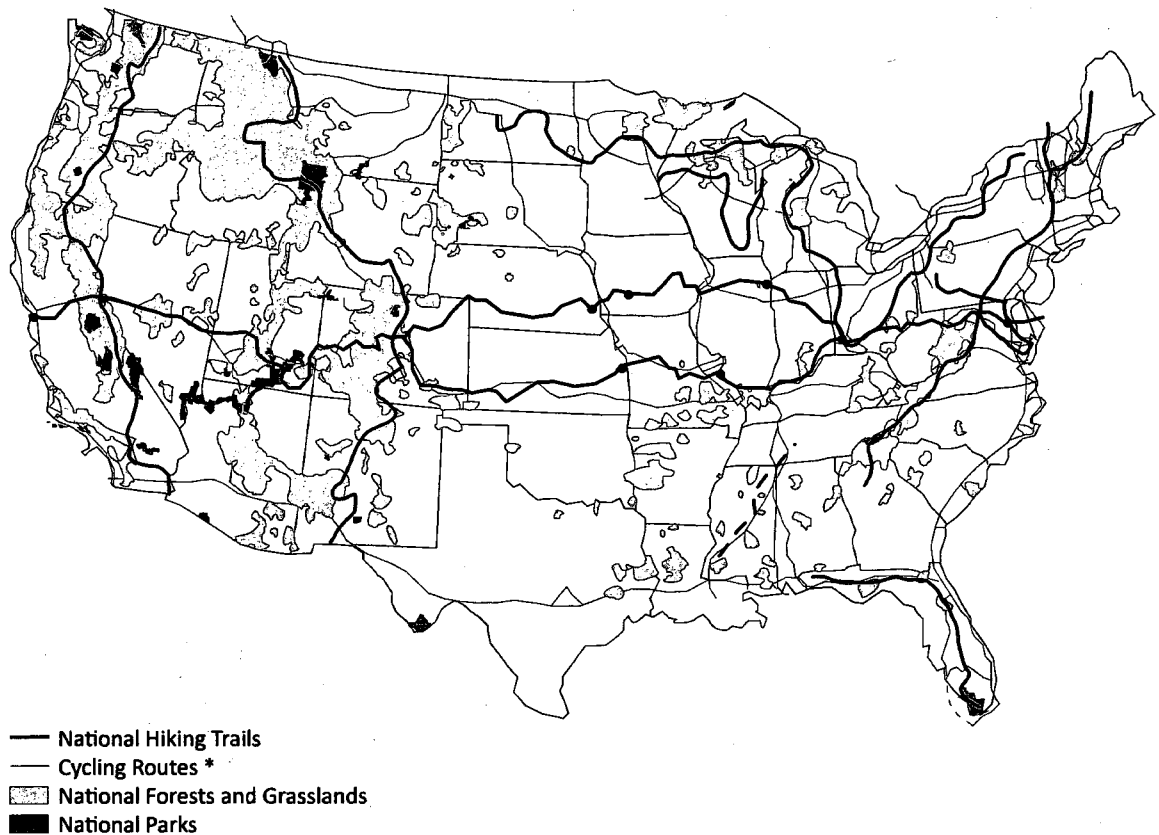 National Hiking Trails
Cycling Routes *
National Forests and Grasslands
National Parks